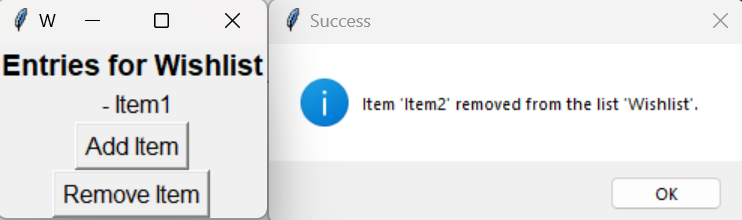 W
Entries for Wishlist
- Item1
Add Item
Remove Item
Success
Item 'Item2' removed from the list 'Wishlist'.
OK